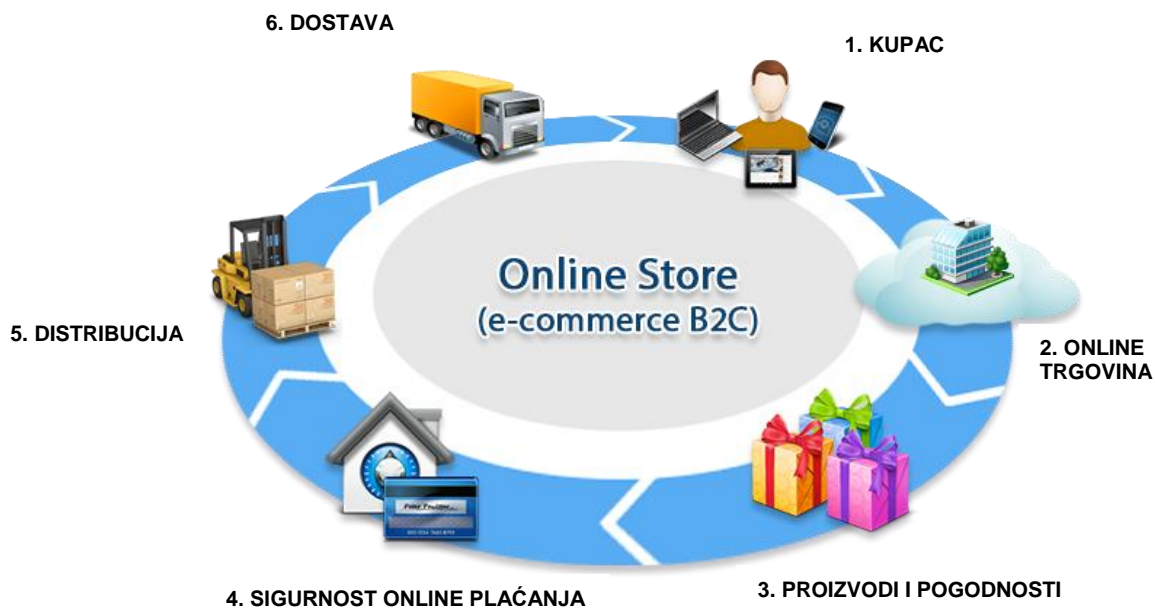 6. DOSTAVA
1. KUPAC
Online Store
(e-commerce B2C)
5. DISTRIBUCIJA
2. ONLINE
TRGOVINA
3. PROIZVODI I POGODNOSTI
4. SIGURNOST ONLINE PLAĆANJA